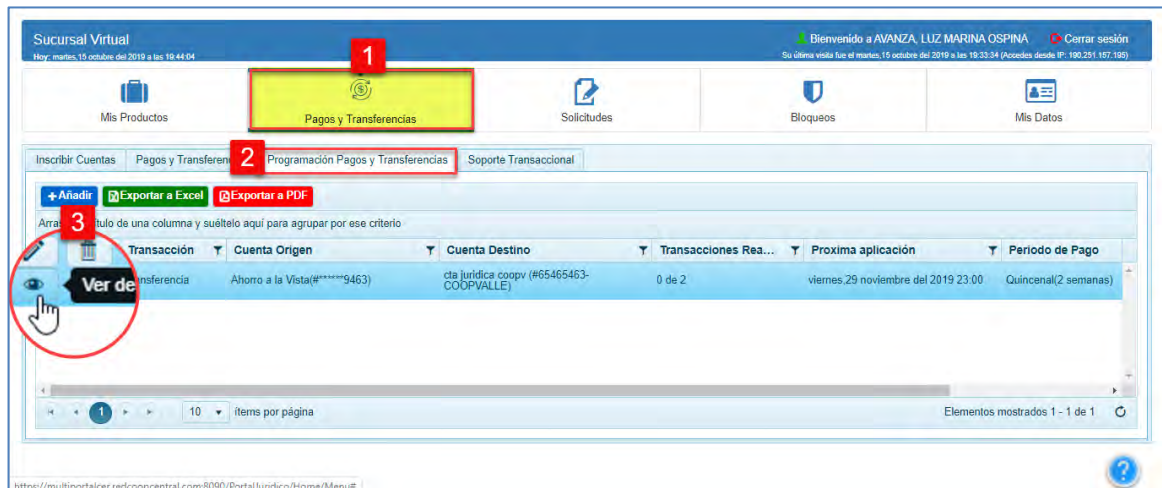 Sucursal Virtual
Bienvenido a AVANZA, LUZ MARINA OSPINA Cerrar sesión
Hoy: martes,15 octubre del 2019 a las 19:44:04
Su última visita fue el martes,15 octubre del 2019 a las 19:33:34 (Accedes desde IP: 190.251.157.195)
1
Mis Productos Pagos y Transferencias Solicitudes Bloqueos Mis Datos
Inscribir Cuentas Pagos y Transferen 2 Programación Pagos y Transferencias Soporte Transaccional
+Añadir Exportar a Excel Exportar a PDF
3
Arras tulo de una columna y suéltelo aquí para agrupar por ese criterio
Transacción Cuenta Origen Cuenta Destino Transacciones Rea... Proxima aplicación Periodo de Pago
Ver de nsferencia Ahorro a la Vista(#******9463) cta juridica coopv (#65465463-COOPVALLE) 0 de 2 viernes,29 noviembre del 2019 23:00 Quincenal(2 semanas)
1 10 ítems por página Elementos mostrados 1 - 1 de 1
?
https://multiportalcer.redcoopcentral.com:8090/PortalJuridico/Home/Menu#